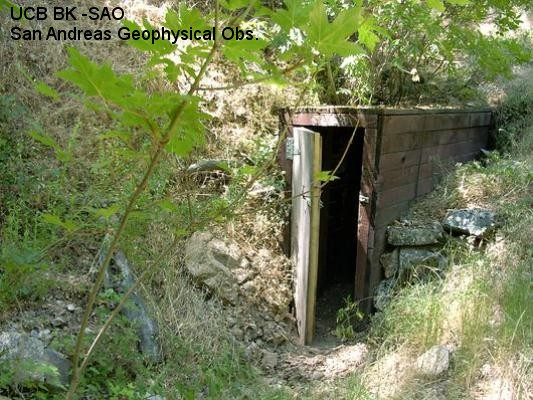 UCB BK -SAO
San Andreas Geophysical Obs.